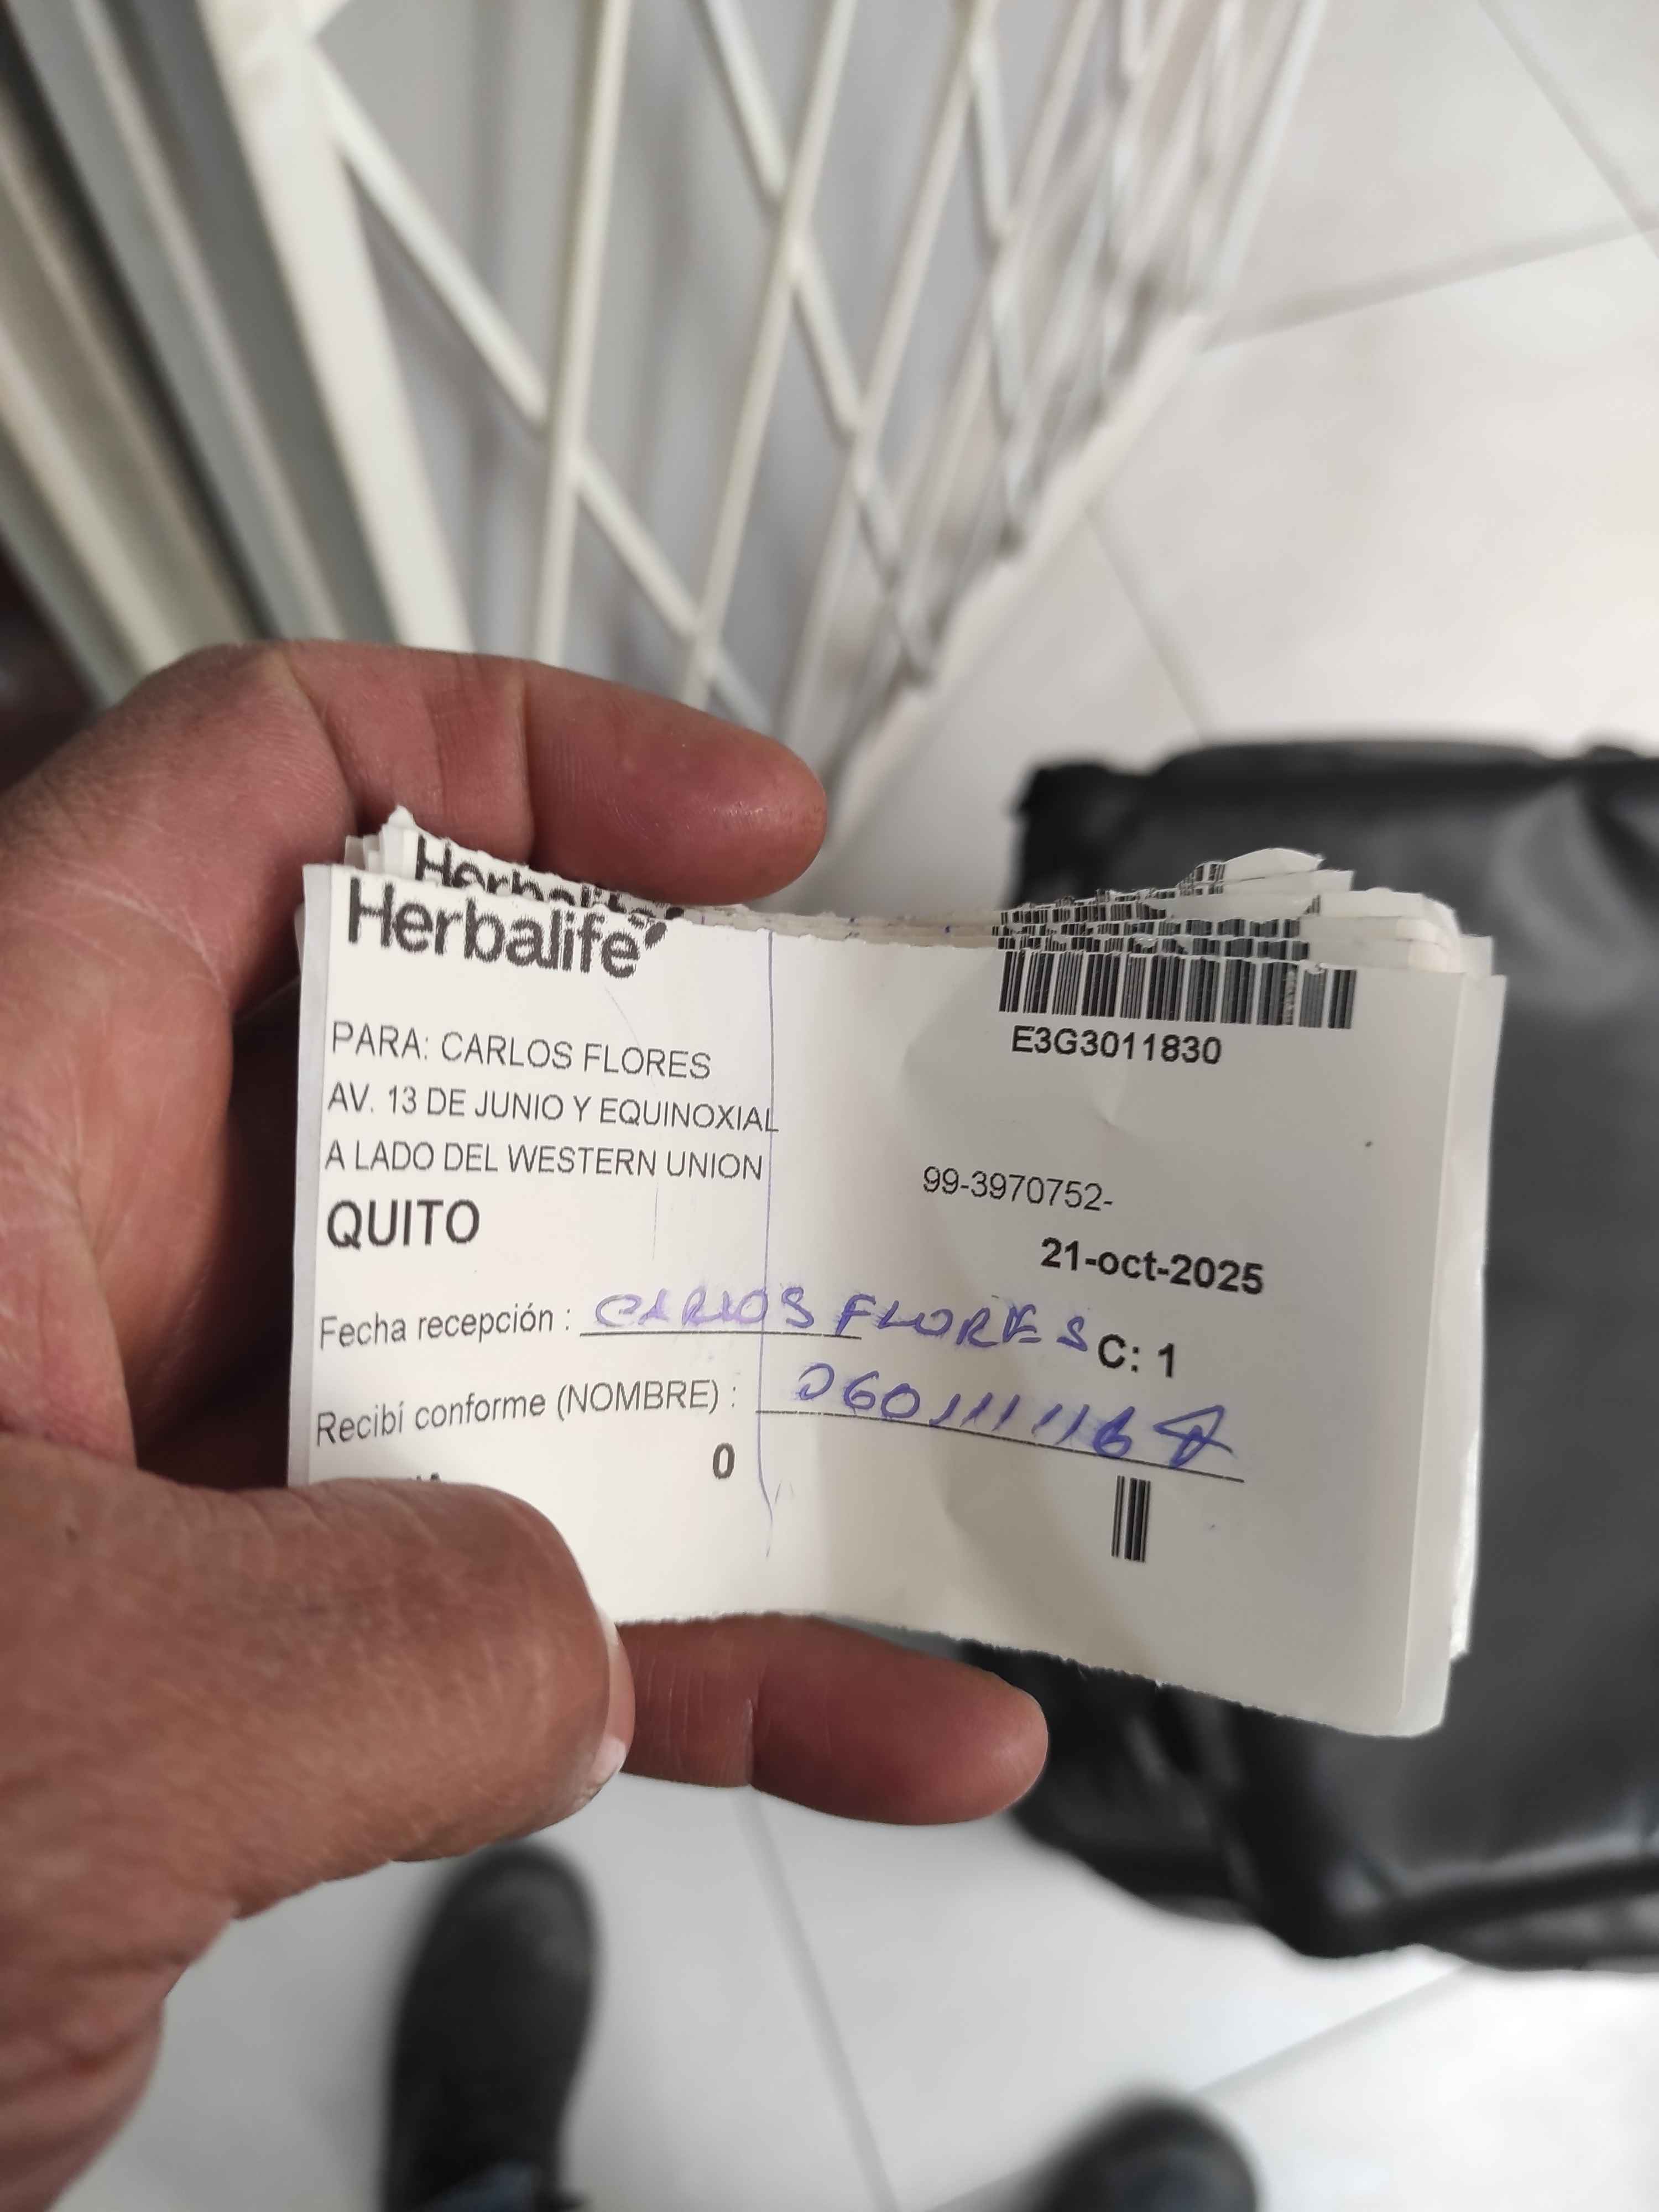 Herbalife
E3G3011830
PARA: CARLOS FLORES
AV. 13 DE JUNIO Y EQUINOXIAL
A LADO DEL WESTERN UNION
99-3970752-
QUITO
21-oct-2025
Fecha recepción : CARLOS FLORES C: 1
Recibí conforme (NOMBRE) :
0